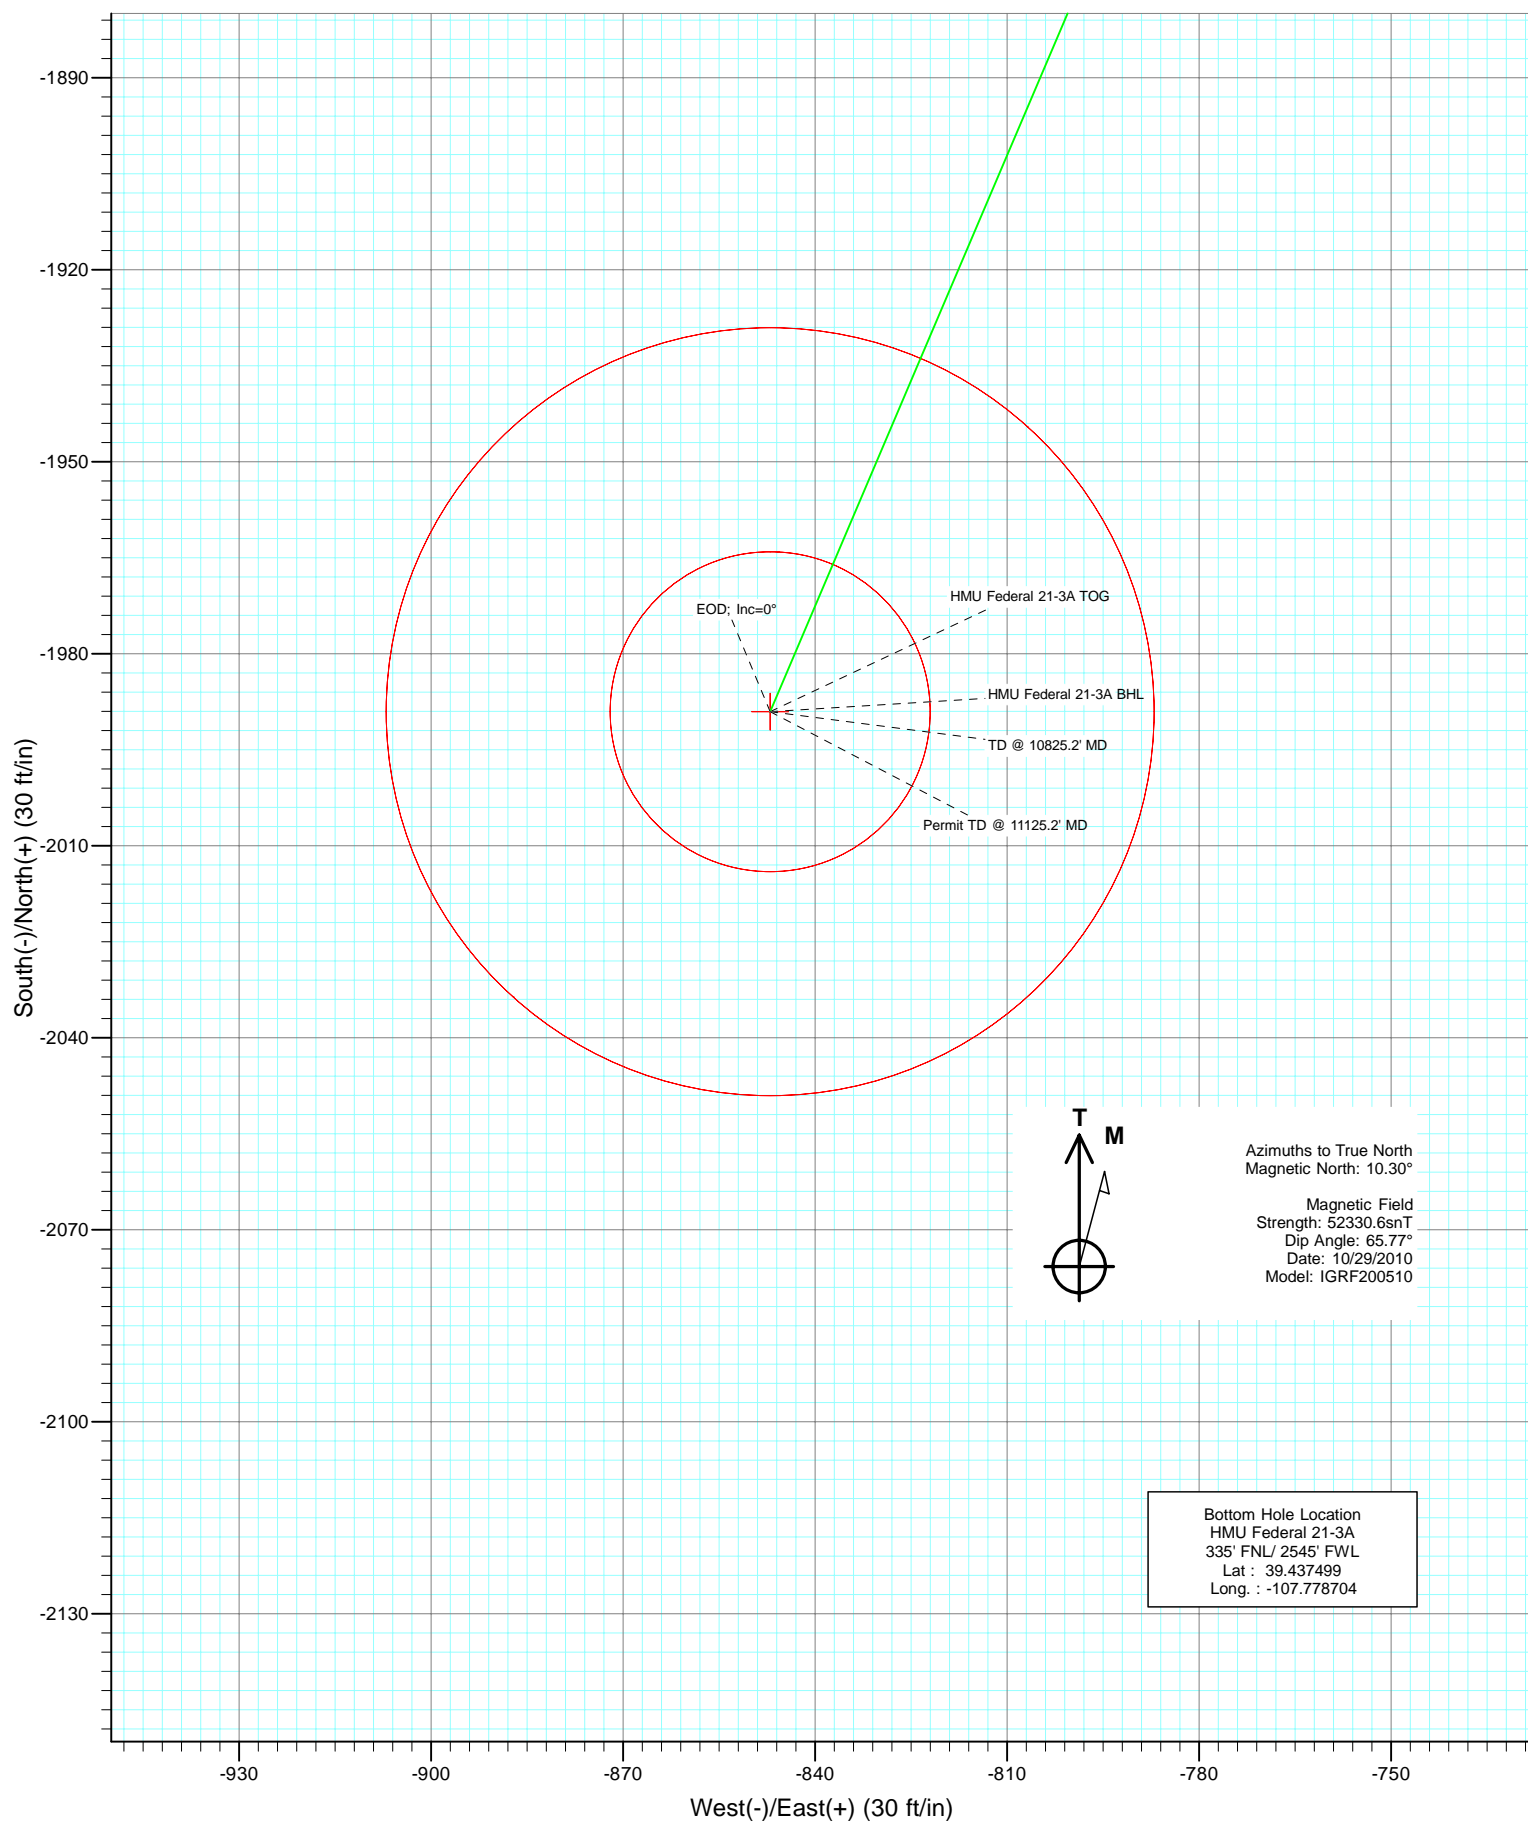 -1890
-1920
-1950
-1980
-2010
-2040
-2070
-2100
-2130
South(-)/North(+) (30 ft/in)
EOD; Inc=0°
HMU Federal 21-3A TOG
HMU Federal 21-3A BHL
TD @ 10825.2' MD
Permit TD @ 11125.2' MD
T
M
Azimuths to True North
Magnetic North: 10.30°
Magnetic Field
Strength: 52330.6snT
Dip Angle: 65.77°
Date: 10/29/2010
Model: IGRF200510
Bottom Hole Location
HMU Federal 21-3A
335' FNL/ 2545' FWL
Lat : 39.437499
Long. : -107.778704
-930
-900
-870
-840
-810
-780
-750
West(-)/East(+) (30 ft/in)